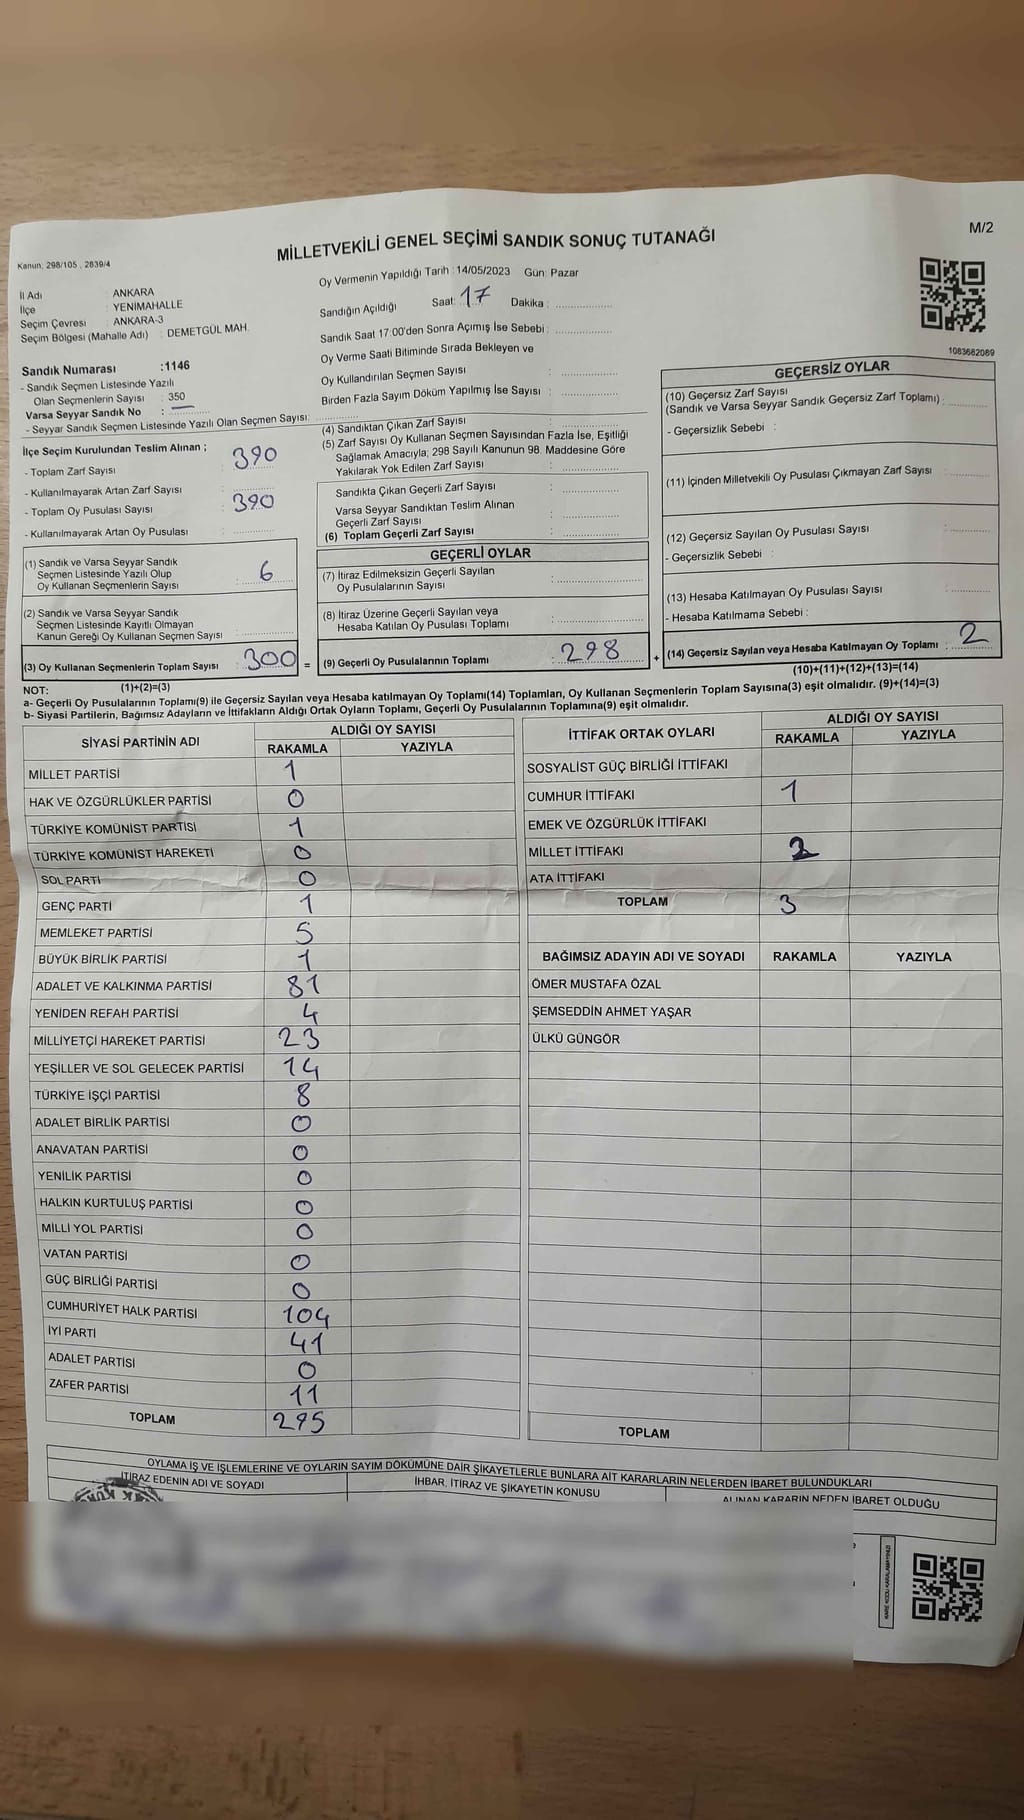 M/2
Kanun; 298/105 , 2839/4
MİLLETVEKİLİ GENEL SEÇİMİ SANDIK SONUÇ TUTANAĞI
İl Adı : ANKARA
İlçe : YENİMAHALLE
Seçim Çevresi : ANKARA-3
Seçim Bölgesi (Mahalle Adı) : DEMETGÜL MAH.
Sandık Numarası :1146
- Sandık Seçmen Listesinde Yazılı
Olan Seçmenlerin Sayısı : 350
Varsa Seyyar Sandık No :
- Seyyar Sandık Seçmen Listesinde Yazılı Olan Seçmen Sayısı:
İlçe Seçim Kurulundan Teslim Alınan ;
- Toplam Zarf Sayısı : 390
- Kullanılmayarak Artan Zarf Sayısı :
- Toplam Oy Pusulası Sayısı : 390
- Kullanılmayarak Artan Oy Pusulası :
(1) Sandık ve Varsa Seyyar Sandık
Seçmen Listesinde Yazılı Olup
Oy Kullanan Seçmenlerin Sayısı : 6
(2) Sandık ve Varsa Seyyar Sandık
Seçmen Listesinde Kayıtlı Olmayan
Kanun Gereği Oy Kullanan Seçmen Sayısı :
(3) Oy Kullanan Seçmenlerin Toplam Sayısı : 300 =
(1)+(2)=(3)
Oy Vermenin Yapıldığı Tarih : 14/05/2023 Gün: Pazar
Sandığın Açıldığı Saat: 17 Dakika :
Sandık Saat 17:00'den Sonra Açımış İse Sebebi :
Oy Verme Saati Bitiminde Sırada Bekleyen ve
Oy Kullandırılan Seçmen Sayısı :
Birden Fazla Sayım Döküm Yapılmış İse Sayısı :
(4) Sandıktan Çıkan Zarf Sayısı :
(5) Zarf Sayısı Oy Kullanan Seçmen Sayısından Fazla İse, Eşitliği
Sağlamak Amacıyla; 298 Sayılı Kanunun 98. Maddesine Göre
Yakılarak Yok Edilen Zarf Sayısı :
Sandıkta Çıkan Geçerli Zarf Sayısı :
Varsa Seyyar Sandıktan Teslim Alınan
Geçerli Zarf Sayısı :
(6) Toplam Geçerli Zarf Sayısı :
GEÇERLİ OYLAR
(7) İtiraz Edilmeksizin Geçerli Sayılan
Oy Pusulalarının Sayısı :
(8) İtiraz Üzerine Geçerli Sayılan veya
Hesaba Katılan Oy Pusulası Toplamı :
(9) Geçerli Oy Pusulalarının Toplamı : 298 +
1083682089
GEÇERSİZ OYLAR
(10) Geçersiz Zarf Sayısı
(Sandık ve Varsa Seyyar Sandık Geçersiz Zarf Toplamı) :
- Geçersizlik Sebebi :
(11) İçinden Milletvekili Oy Pusulası Çıkmayan Zarf Sayısı :
(12) Geçersiz Sayılan Oy Pusulası Sayısı :
- Geçersizlik Sebebi :
(13) Hesaba Katılmayan Oy Pusulası Sayısı :
- Hesaba Katılmama Sebebi :
(14) Geçersiz Sayılan veya Hesaba Katılmayan Oy Toplamı : 2
(10)+(11)+(12)+(13)=(14)
NOT:
a- Geçerli Oy Pusulalarının Toplamı(9) ile Geçersiz Sayılan veya Hesaba katılmayan Oy Toplamı(14) Toplamları, Oy Kullanan Seçmenlerin Toplam Sayısına(3) eşit olmalıdır. (9)+(14)=(3)
b- Siyasi Partilerin, Bağımsız Adayların ve İttifakların Aldığı Ortak Oyların Toplamı, Geçerli Oy Pusulalarının Toplamına(9) eşit olmalıdır.
SİYASİ PARTİNİN ADI ALDIĞI OY SAYISI
RAKAMLA YAZIYLA
MİLLET PARTİSİ 1
HAK VE ÖZGÜRLÜKLER PARTİSİ 0
TÜRKİYE KOMÜNİST PARTİSİ 1
TÜRKİYE KOMÜNİST HAREKETİ 0
SOL PARTİ 0
GENÇ PARTİ 1
MEMLEKET PARTİSİ 5
BÜYÜK BİRLİK PARTİSİ 1
ADALET VE KALKINMA PARTİSİ 81
YENİDEN REFAH PARTİSİ 4
MİLLİYETÇİ HAREKET PARTİSİ 23
YEŞİLLER VE SOL GELECEK PARTİSİ 14
TÜRKİYE İŞÇİ PARTİSİ 8
ADALET BİRLİK PARTİSİ 0
ANAVATAN PARTİSİ 0
YENİLİK PARTİSİ 0
HALKIN KURTULUŞ PARTİSİ 0
MİLLİ YOL PARTİSİ 0
VATAN PARTİSİ 0
GÜÇ BİRLİĞİ PARTİSİ 0
CUMHURİYET HALK PARTİSİ 104
İYİ PARTİ 41
ADALET PARTİSİ 0
ZAFER PARTİSİ 11
TOPLAM 295
İTTİFAK ORTAK OYLARI ALDIĞI OY SAYISI
RAKAMLA YAZIYLA
SOSYALİST GÜÇ BİRLİĞİ İTTİFAKI
CUMHUR İTTİFAKI 1
EMEK VE ÖZGÜRLÜK İTTİFAKI
MİLLET İTTİFAKI 2
ATA İTTİFAKI
TOPLAM 3
BAĞIMSIZ ADAYIN ADI VE SOYADI RAKAMLA YAZIYLA
ÖMER MUSTAFA ÖZAL
ŞEMSEDDİN AHMET YAŞAR
ÜLKÜ GÜNGÖR
TOPLAM
OYLAMA İŞ VE İŞLEMLERİNE VE OYLARIN SAYIM DÖKÜMÜNE DAİR ŞİKAYETLERLE BUNLARA AİT KARARLARIN NELERDEN İBARET BULUNDUKLARI
İTİRAZ EDENİN ADI VE SOYADI İHBAR, İTİRAZ VE ŞİKAYETİN KONUSU ALINAN KARARIN NEDEN İBARET OLDUĞU
KARE KODU KARALAMAYINIZ!